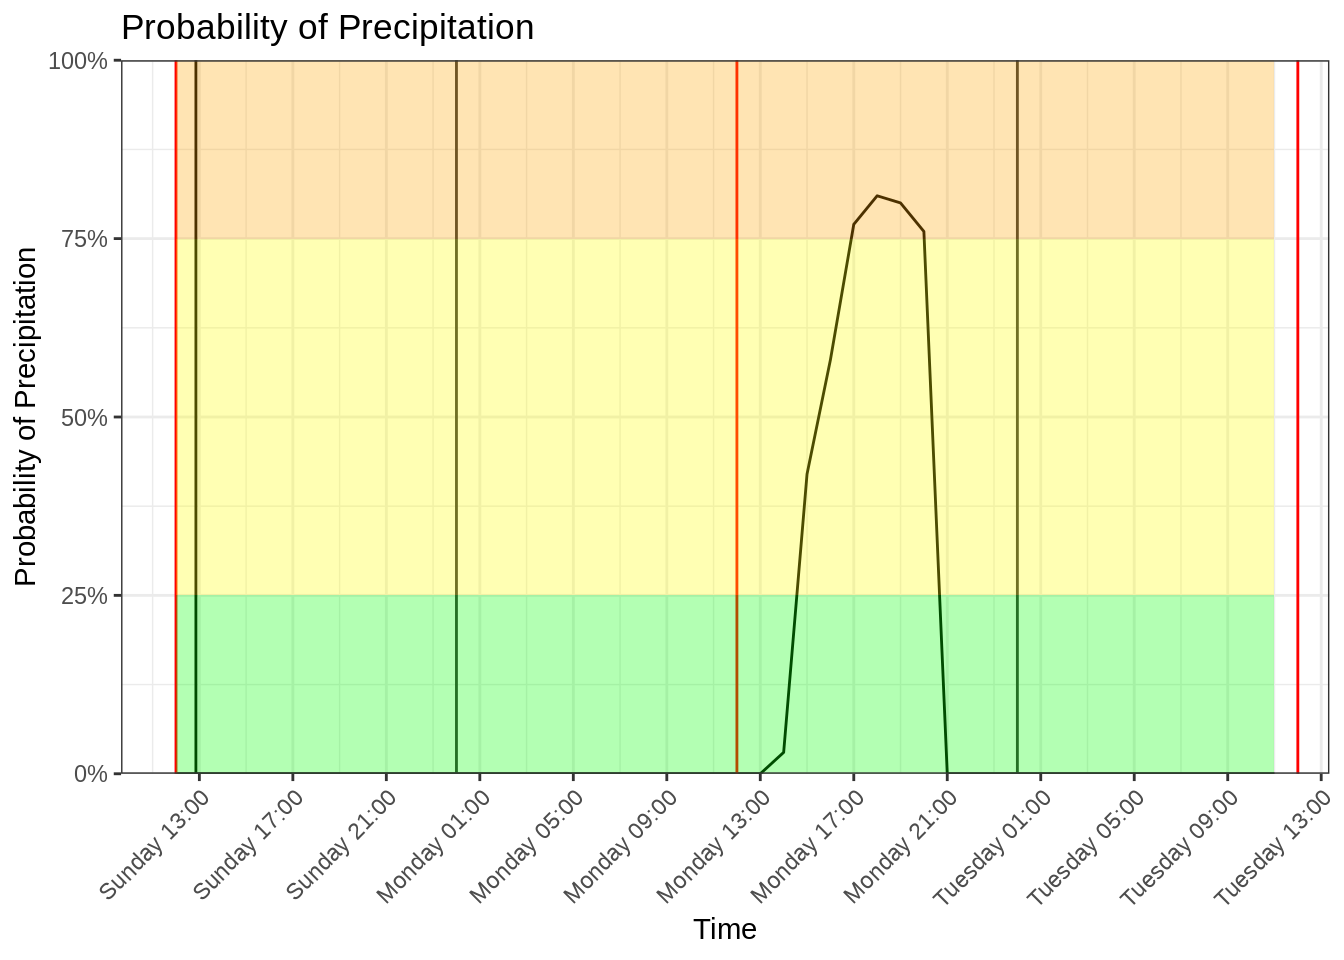 Probability of Precipitation
Probability of Precipitation
100%
75%
50%
25%
0%
Sunday 13:00
Sunday 17:00
Sunday 21:00
Monday 01:00
Monday 05:00
Monday 09:00
Monday 13:00
Monday 17:00
Monday 21:00
Tuesday 01:00
Tuesday 05:00
Tuesday 09:00
Tuesday 13:00
Time